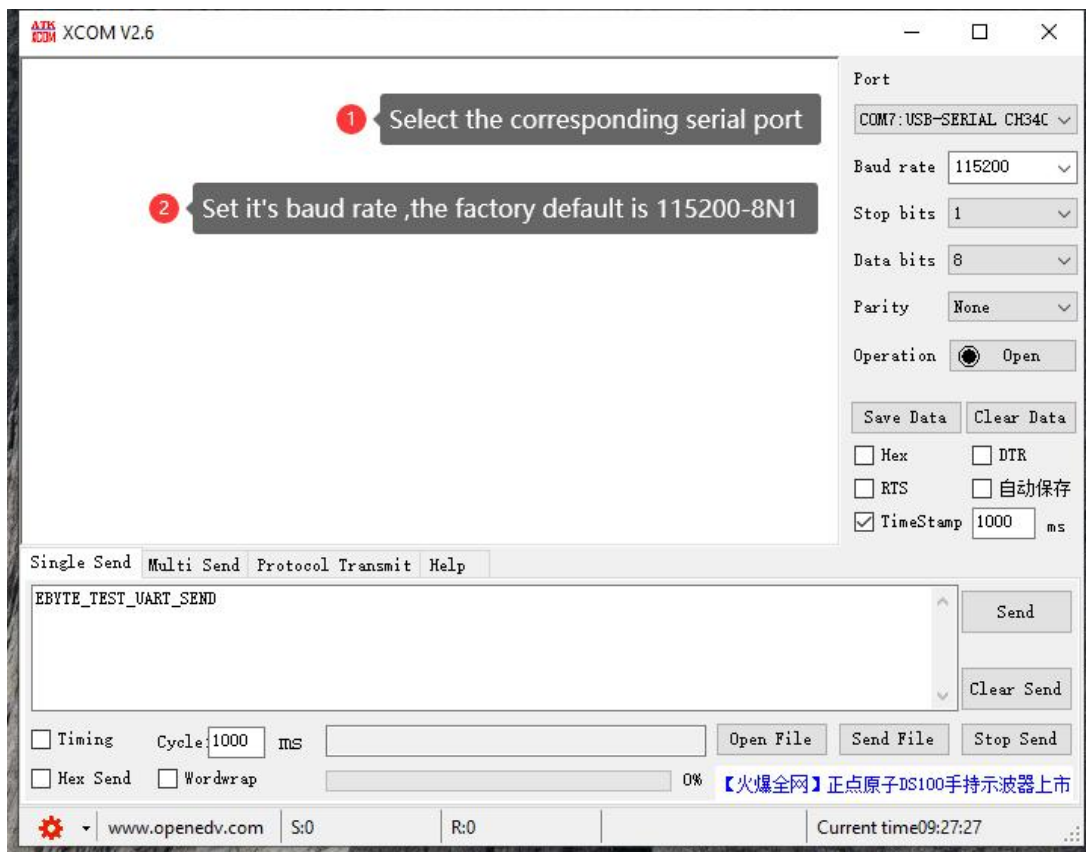 ATK
XCOM XCOM V2.6
Port
1 Select the corresponding serial port
COM7:USB-SERIAL CH34C
Baud rate 115200
2 Set it's baud rate ,the factory default is 115200-8N1
Stop bits 1
Data bits 8
Parity None
Operation Open
Save Data Clear Data
Hex DTR
RTS 自动保存
TimeStamp 1000 ms
Single Send Multi Send Protocol Transmit Help
EBYTE_TEST_UART_SEND
Send
Clear Send
Timing Cycle: 1000 ms Open File Send File Stop Send
Hex Send Wordwrap 0% 【火爆全网】正点原子DS100手持示波器上市
www.openedv.com S:0 R:0 Current time09:27:27